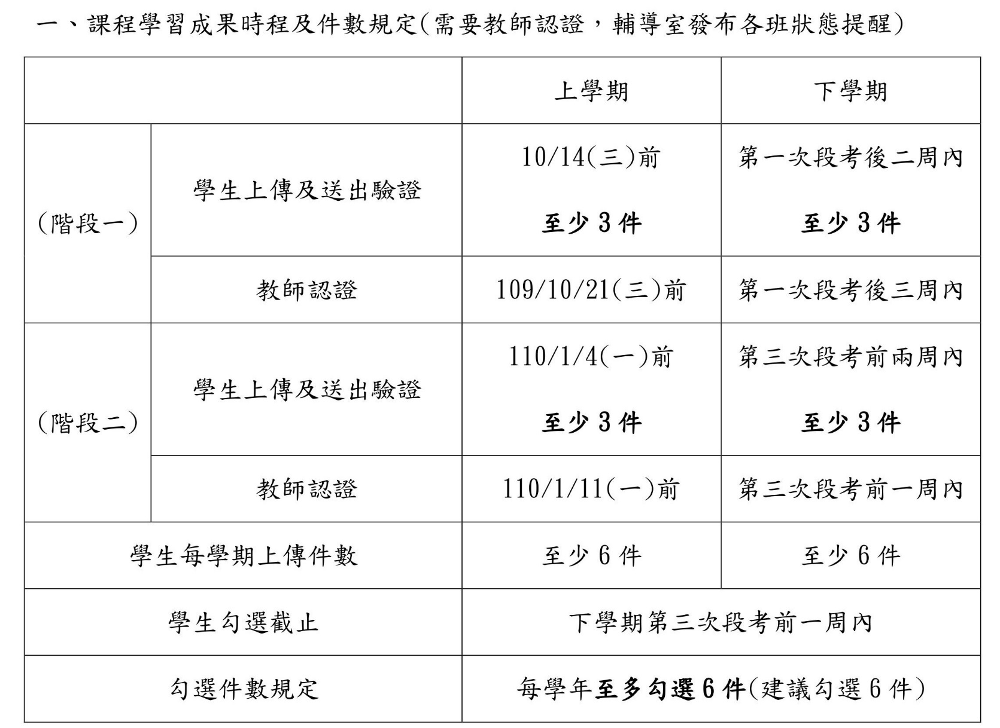 一、課程學習成果時程及件數規定(需要教師認證，輔導室發布各班狀態提醒)
上學期
下學期
(階段一)
學生上傳及送出驗證
10/14(三)前
至少 3 件
第一次段考後二周內
至少 3 件
教師認證
109/10/21(三)前
第一次段考後三周內
(階段二)
學生上傳及送出驗證
110/1/4(一)前
至少 3 件
第三次段考前兩周內
至少 3 件
教師認證
110/1/11(一)前
第三次段考前一周內
學生每學期上傳件數
至少 6 件
至少 6 件
學生勾選截止
下學期第三次段考前一周內
勾選件數規定
每學年至多勾選 6 件(建議勾選 6 件)